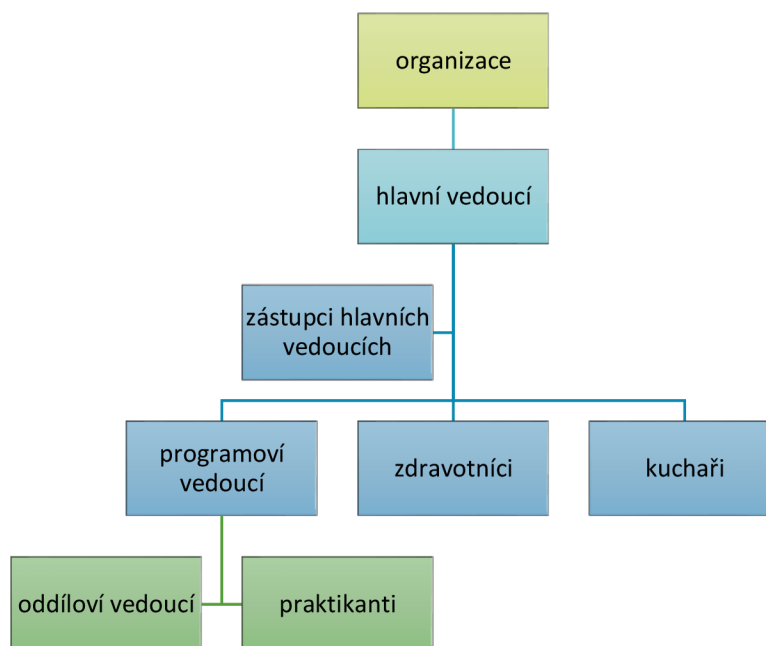 organizace
hlavní vedoucí
zástupci hlavních
vedoucích
programoví
vedoucí
zdravotníci
kuchaři
oddíloví vedoucí
praktikanti